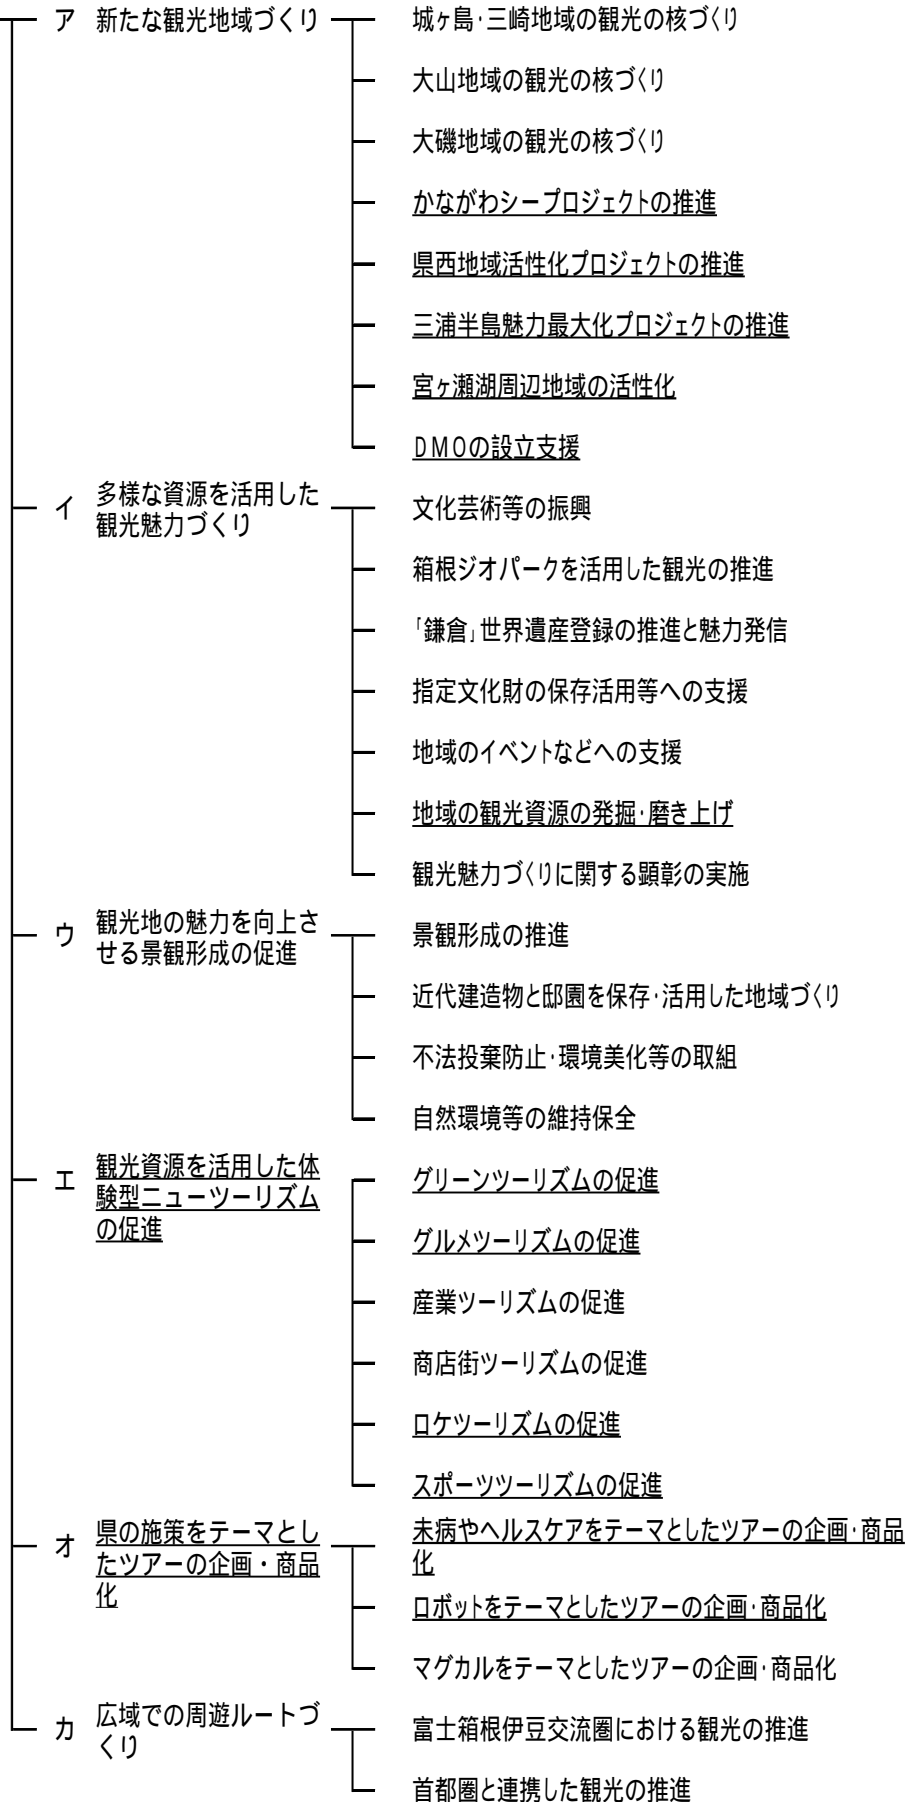 ア 新たな観光地域づくり 城ヶ島・三崎地域の観光の核づくり
大山地域の観光の核づくり
大磯地域の観光の核づくり
かながわシープロジェクトの推進
県西地域活性化プロジェクトの推進
三浦半島魅力最大化プロジェクトの推進
宮ヶ瀬湖周辺地域の活性化
DMOの設立支援
イ 多様な資源を活用した
観光魅力づくり
文化芸術等の振興
箱根ジオパークを活用した観光の推進
「鎌倉」世界遺産登録の推進と魅力発信
指定文化財の保存活用等への支援
地域のイベントなどへの支援
地域の観光資源の発掘・磨き上げ
観光魅力づくりに関する顕彰の実施
ウ 観光地の魅力を向上さ
せる景観形成の促進
景観形成の推進
近代建造物と邸園を保存・活用した地域づくり
不法投棄防止・環境美化等の取組
自然環境等の維持保全
エ 観光資源を活用した体
験型ニューツーリズム
の促進
グリーンツーリズムの促進
グルメツーリズムの促進
産業ツーリズムの促進
商店街ツーリズムの促進
ロケツーリズムの促進
スポーツツーリズムの促進
オ 県の施策をテーマとし
たツアーの企画・商品
化
未病やヘルスケアをテーマとしたツアーの企画・商品
化
ロボットをテーマとしたツアーの企画・商品化
マグカルをテーマとしたツアーの企画・商品化
カ 広域での周遊ルートづ
くり
富士箱根伊豆交流圏における観光の推進
首都圏と連携した観光の推進